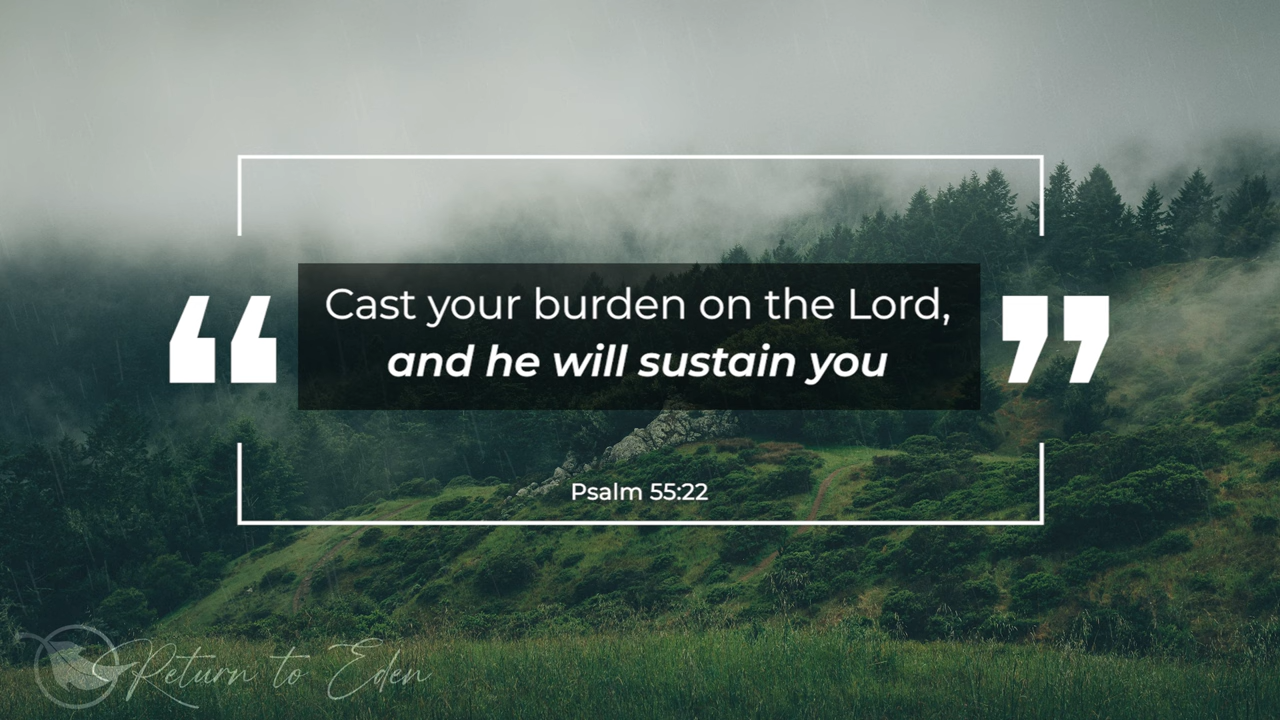 Cast your burden on the Lord,
and he will sustain you
Psalm 55:22
Return to Eden